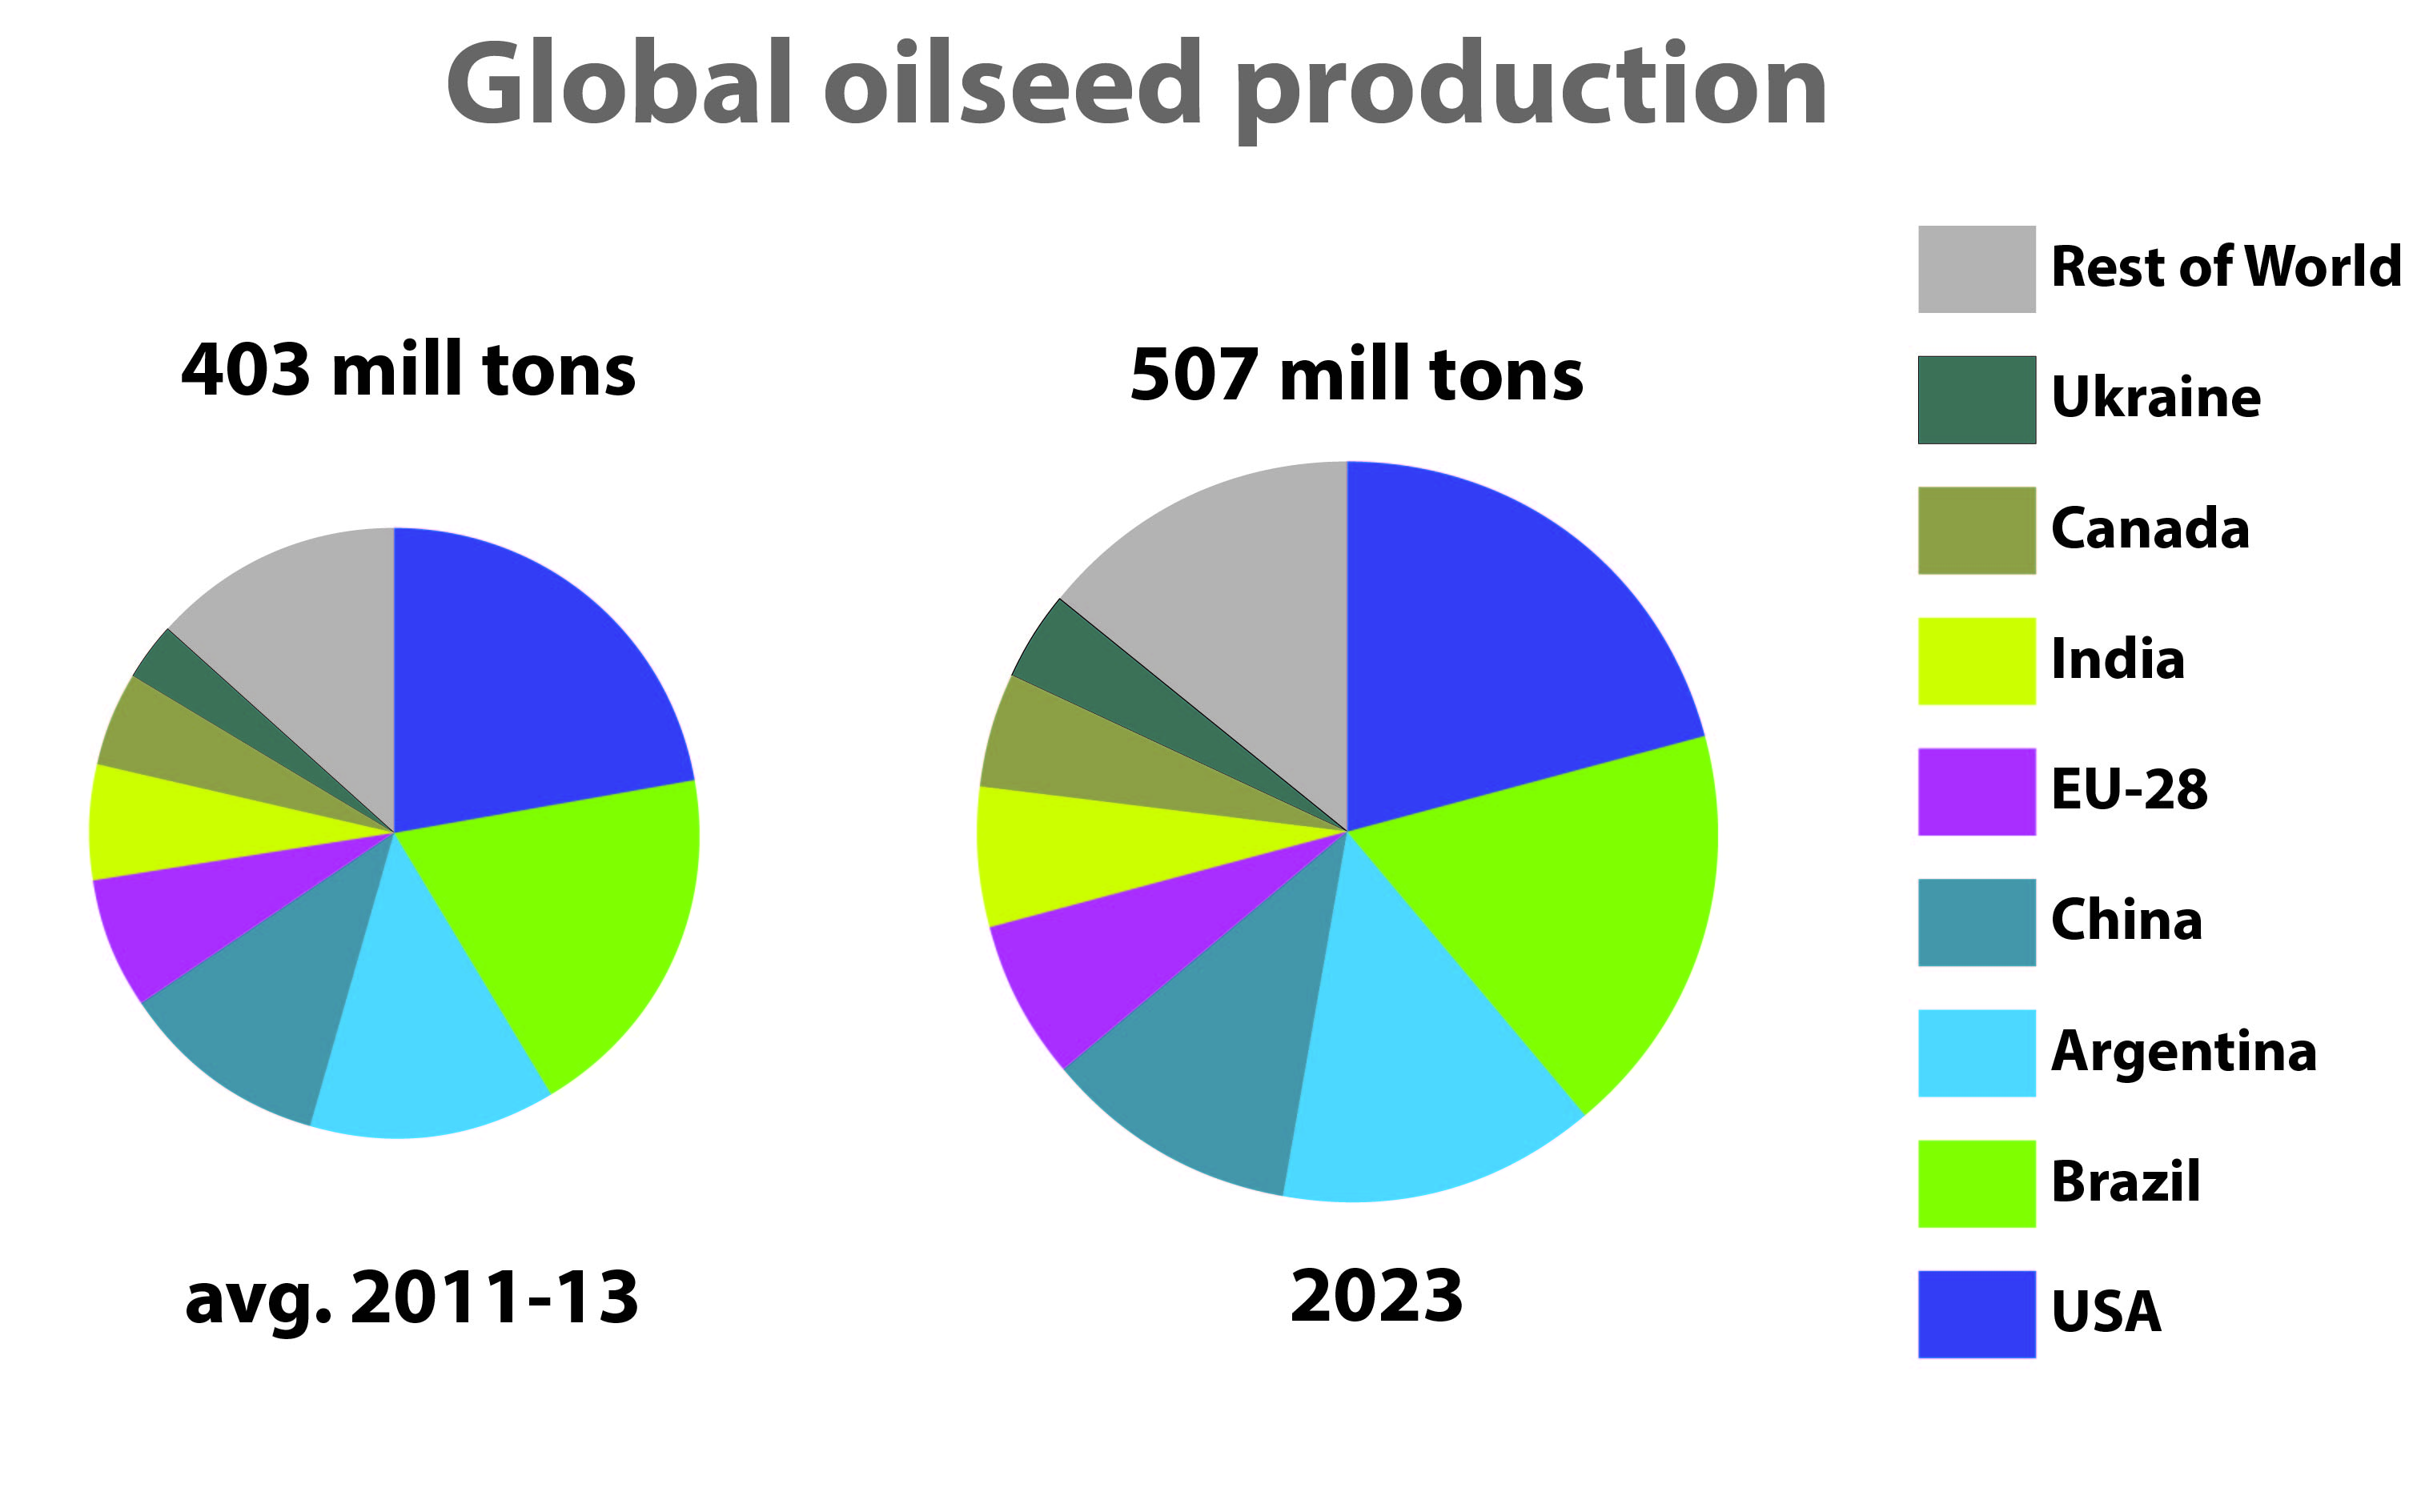 Global oilseed production
403 mill tons
507 mill tons
avg. 2011-13
2023
Rest of World
Ukraine
Canada
India
EU-28
China
Argentina
Brazil
USA